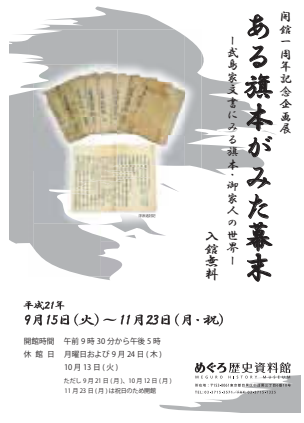 開館一周年記念企画展
ある旗本がみた幕末
―武島家文書にみる旗本・御家人の世界―
入館無料
平成21年
9月15日(火)～11月23日(月・祝)
開館時間 午前9時30分から午後5時
休館日 月曜日および9月24日(木)
10月13日(火)
ただし9月21日(月)、10月12日(月)
11月23日(月)は祝日のため開館
めぐろ歴史資料館
MEGURO HISTORY MUSEUM